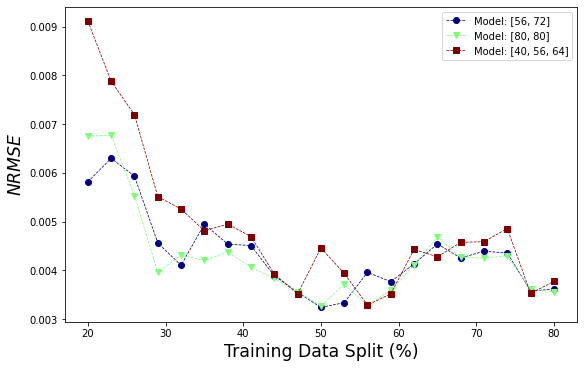 Model: [56, 72]
Model: [80, 80]
Model: [40, 56, 64]
NRMSE
0.009
0.008
0.007
0.006
0.005
0.004
0.003
20 30 40 50 60 70 80
Training Data Split (%)